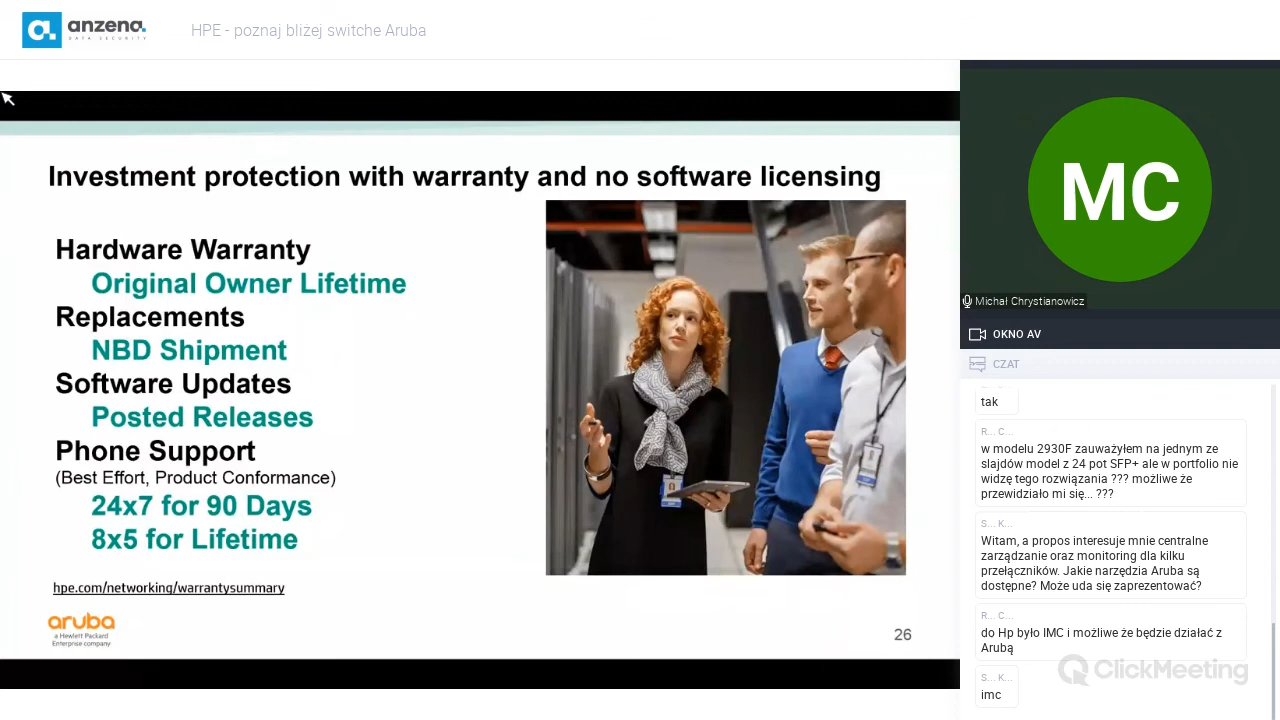 anzena.
DATA SECURITY
HPE - poznaj blizej switche Aruba
Investment protection with warranty and no software licensing
Hardware Warranty
Original Owner Lifetime
Replacements
NBD Shipment
Software Updates
Posted Releases
Phone Support
(Best Effort, Product Conformance)
24x7 for 90 Days
8x5 for Lifetime
hpe.com/networking/warrantysummary
aruba
a Hewlett Packard
Enterprise company
26
MC
Michał Chrystianowicz
OKNO AV
CZAT
tak
R... C...
w modelu 2930F zauważyłem na jednym ze
slajdów model z 24 pot SFP+ ale w portfolio nie
widzę tego rozwiązania ??? możliwe że
przewidziało mi się... ???
S... K...
Witam, a propos interesuje mnie centralne
zarządzanie oraz monitoring dla kilku
przełączników. Jakie narzędzia Aruba są
dostępne? Może uda się zaprezentować?
R... C...
do Hp było IMC i możliwe że będzie działać z
Arubą
ClickMeeting
S... K...
imc